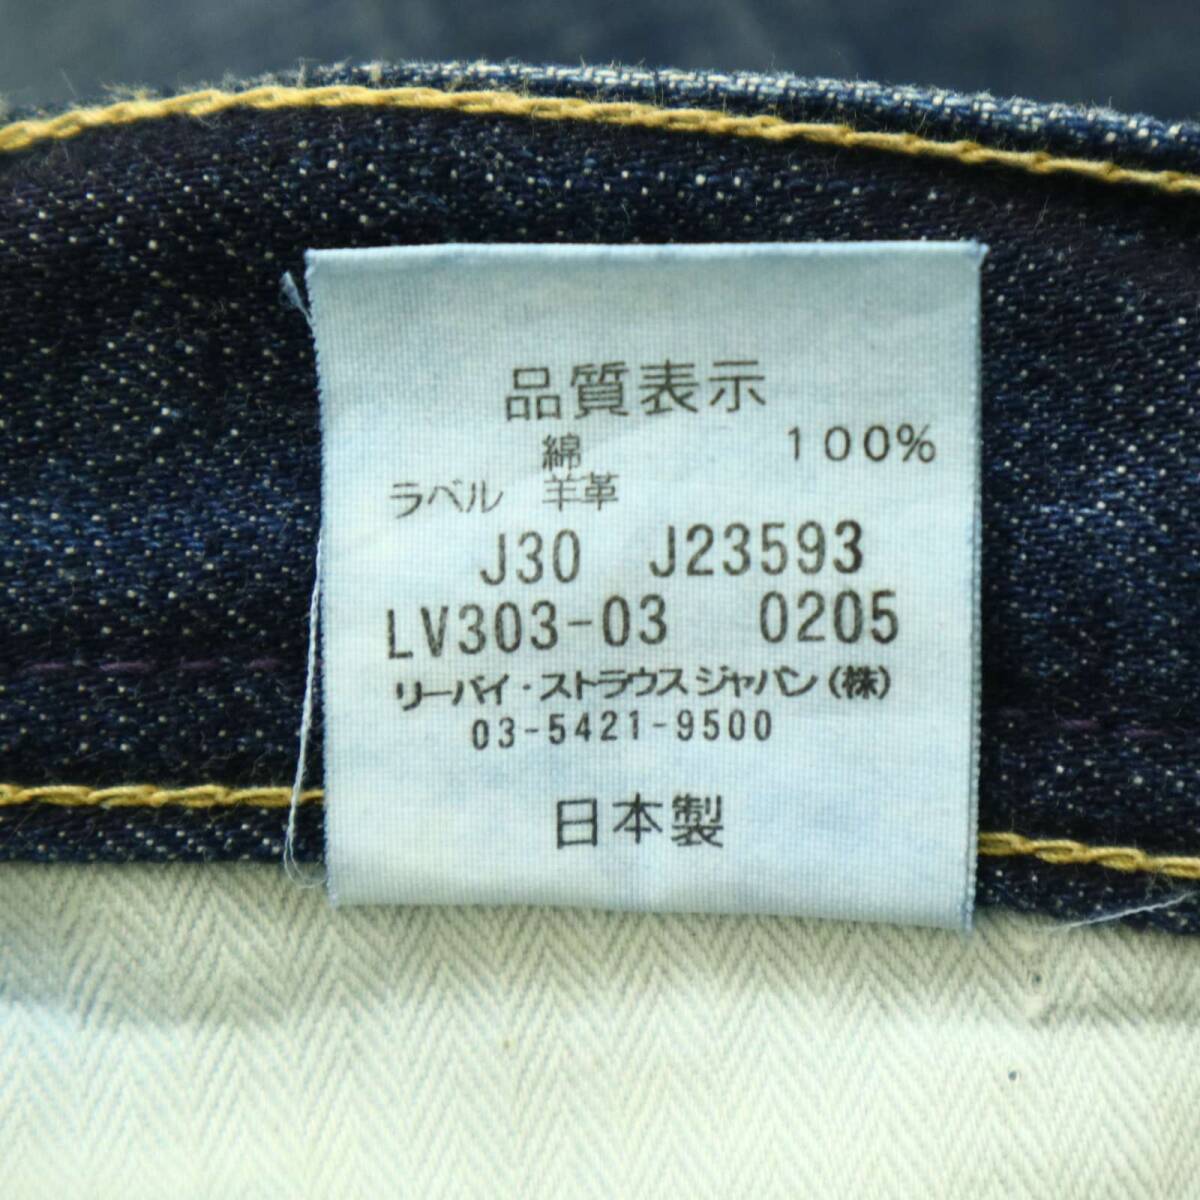 品質表示
綿 100%
ラベル 羊革
J30 J23593
LV303-03 0205
リーバイ・ストラウスジャパン(株)
03-5421-9500
日本製